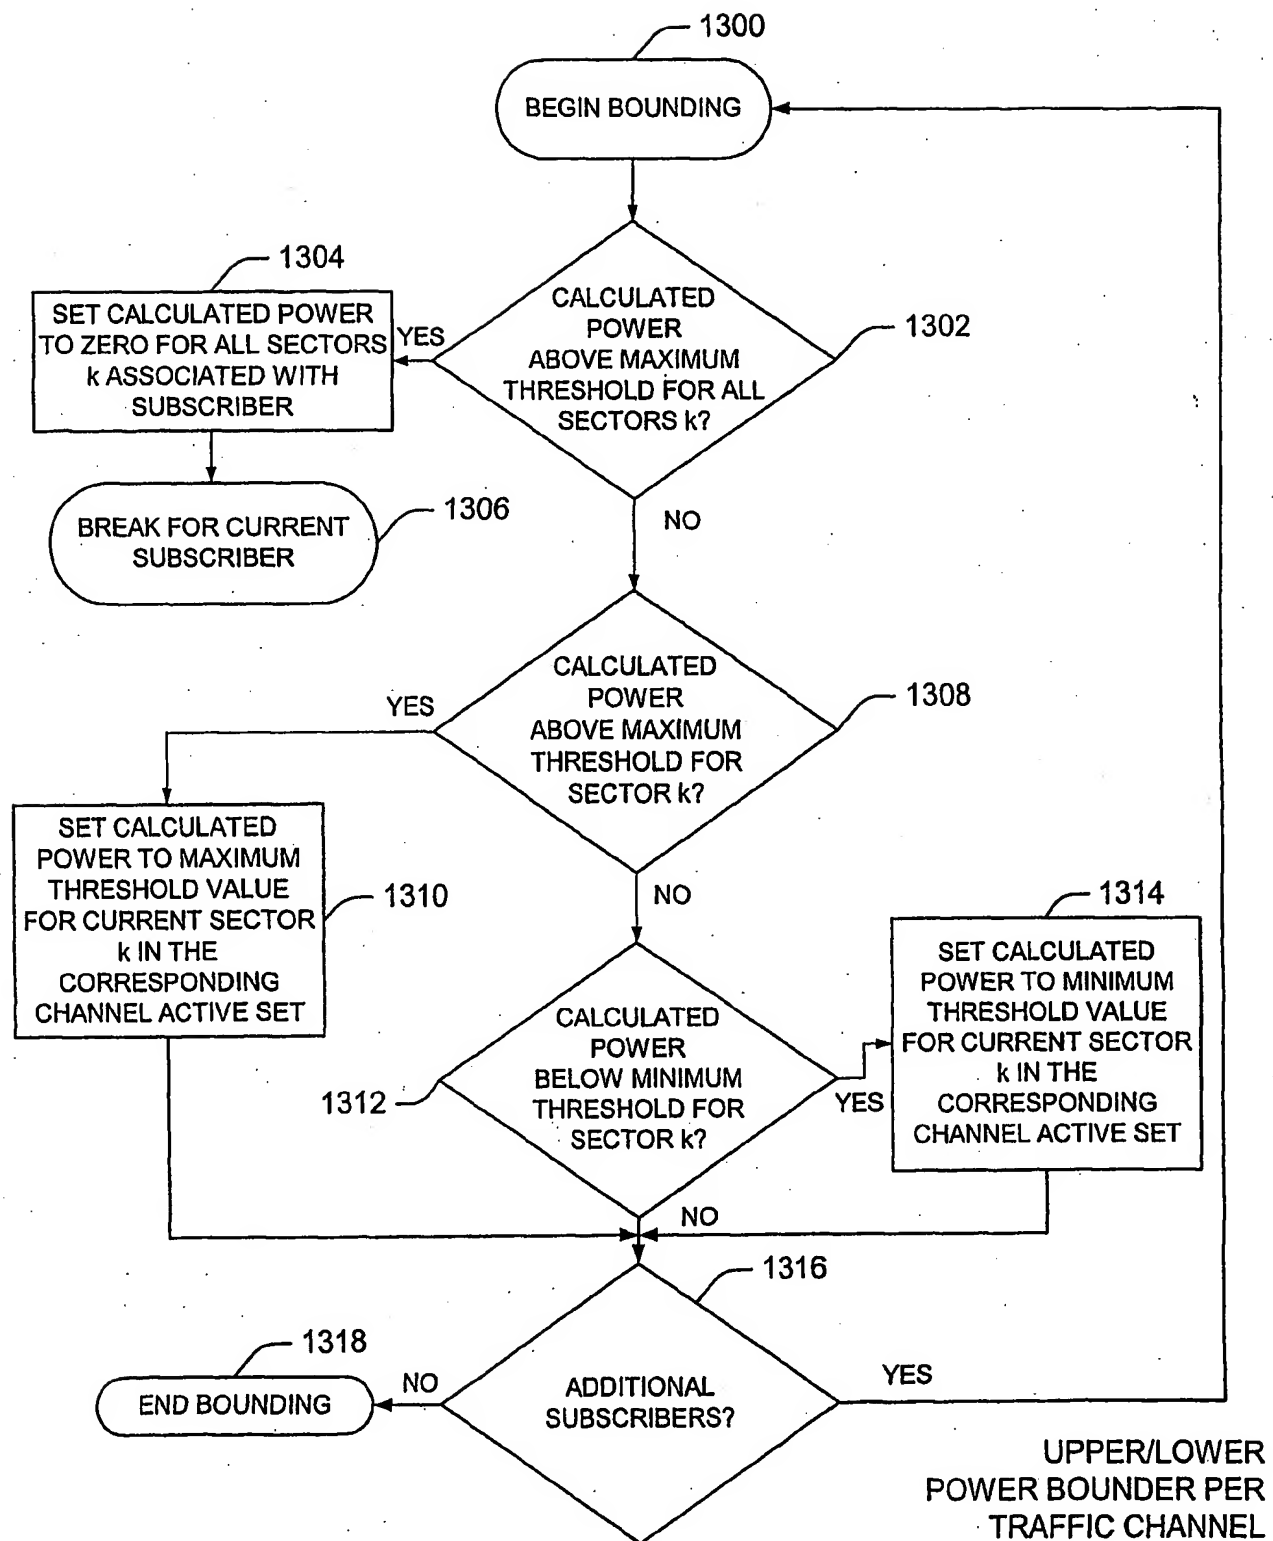 1300
BEGIN BOUNDING
1304
SET CALCULATED POWER
TO ZERO FOR ALL SECTORS
k ASSOCIATED WITH
SUBSCRIBER
YES
CALCULATED
POWER
ABOVE MAXIMUM
THRESHOLD FOR ALL
SECTORS k?
1302
BREAK FOR CURRENT
SUBSCRIBER
1306
NO
CALCULATED
POWER
ABOVE MAXIMUM
THRESHOLD FOR
SECTOR k?
1308
YES
SET CALCULATED
POWER TO MAXIMUM
THRESHOLD VALUE
FOR CURRENT SECTOR
k IN THE
CORRESPONDING
CHANNEL ACTIVE SET
1310
NO
1314
SET CALCULATED
POWER TO MINIMUM
THRESHOLD VALUE
FOR CURRENT SECTOR
k IN THE
CORRESPONDING
CHANNEL ACTIVE SET
CALCULATED
POWER
BELOW MINIMUM
THRESHOLD FOR
SECTOR k?
1312
YES
NO
1316
1318
END BOUNDING
NO
ADDITIONAL
SUBSCRIBERS?
YES
UPPER/LOWER
POWER BOUNDER PER
TRAFFIC CHANNEL